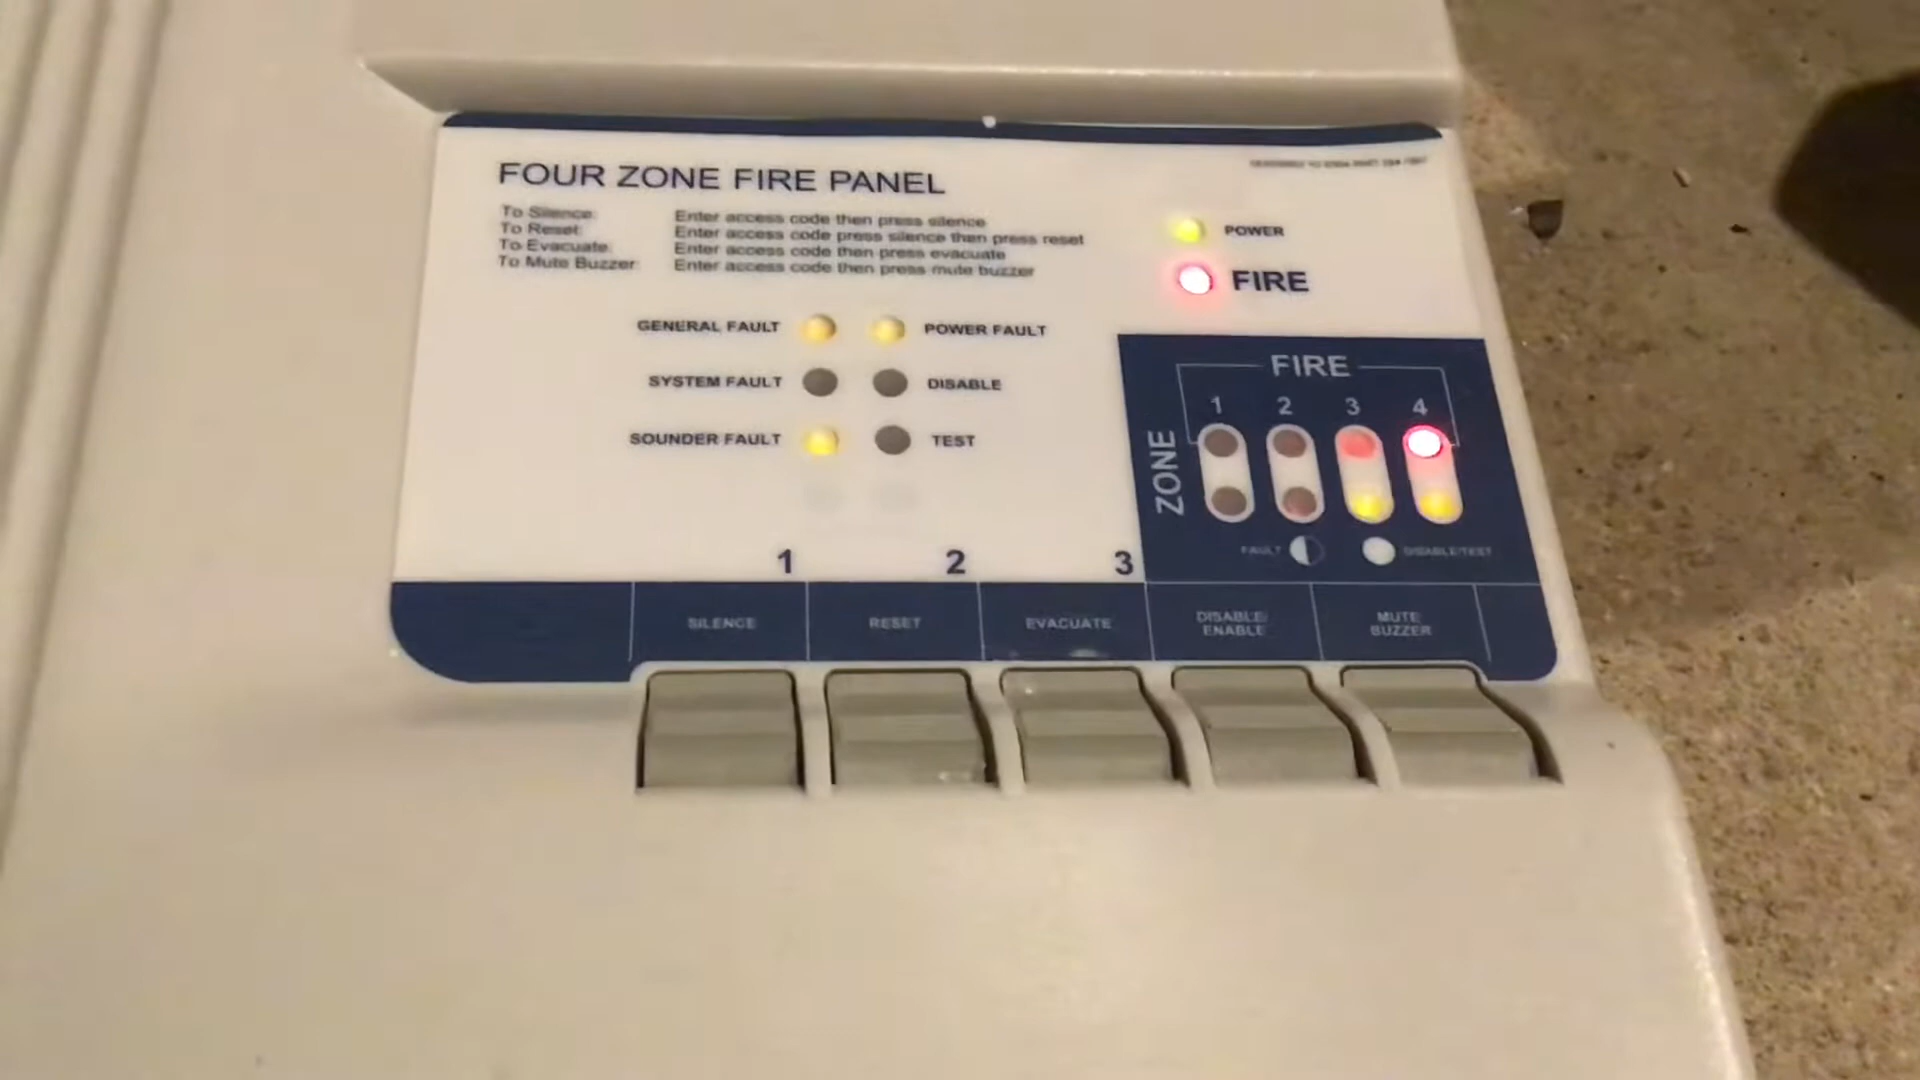 FOUR ZONE FIRE PANEL
To Silence: Enter access code then press silence
To Reset: Enter access code press silence then press reset
To Evacuate: Enter access code then press evacuate
To Mute Buzzer: Enter access code then press mute buzzer
POWER
FIRE
GENERAL FAULT
POWER FAULT
SYSTEM FAULT
DISABLE
SOUNDER FAULT
TEST
FIRE
1 2 3 4
ZONE
FAULT
DISABLE/TEST
1 2 3
SILENCE
RESET
EVACUATE
DISABLE/
ENABLE
MUTE
BUZZER